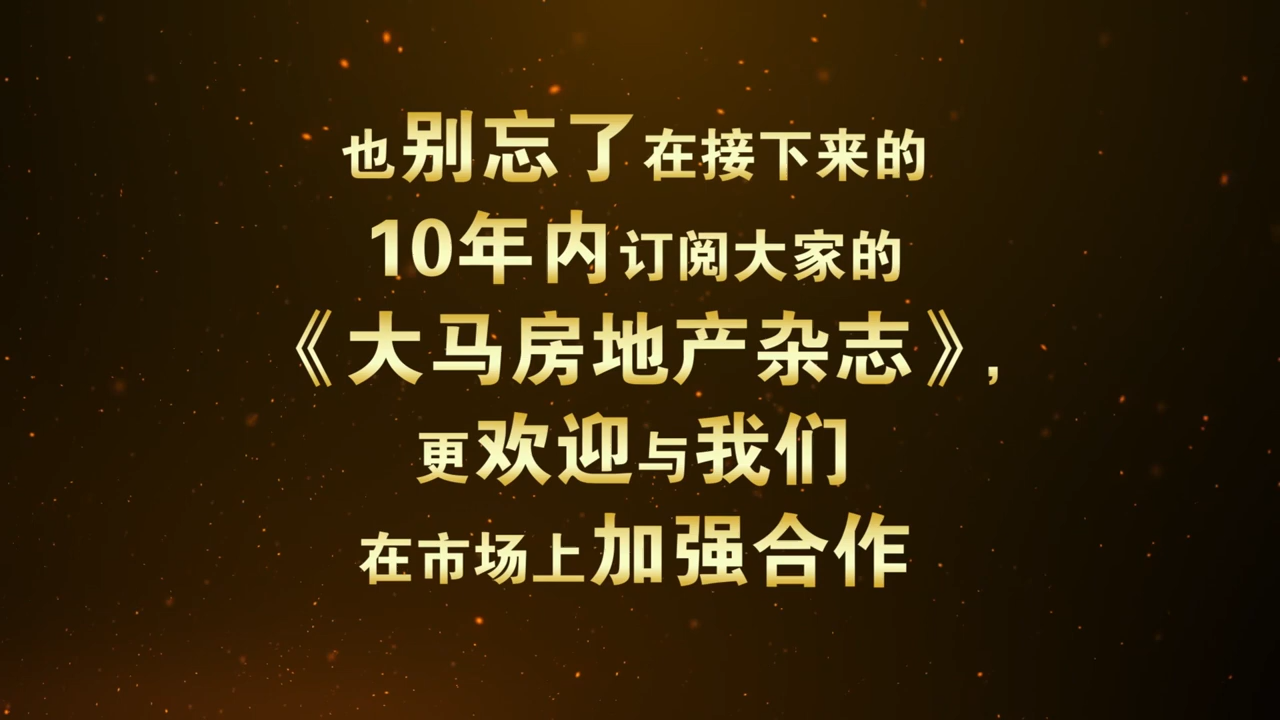 也别忘了在接下来的
10年内订阅大家的
《大马房地产杂志》,
更欢迎与我们
在市场上加强合作